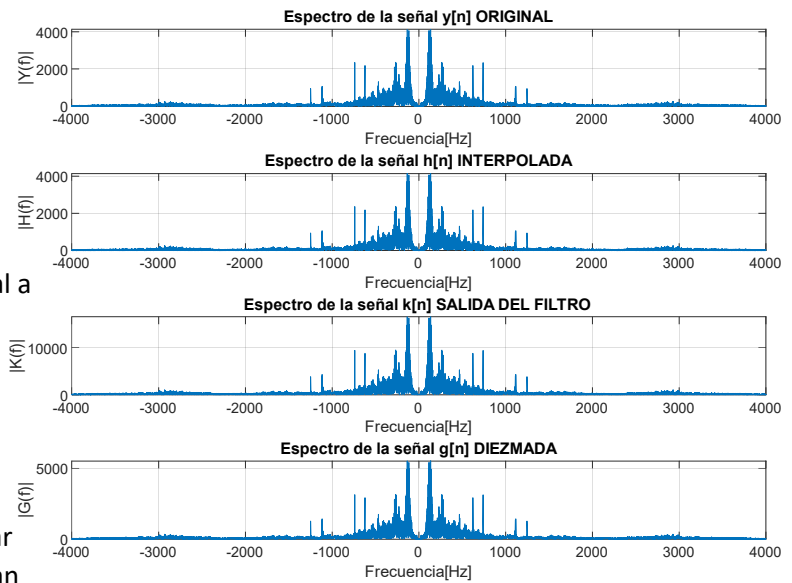 Espectro de la señal y[n] ORIGINAL
4000
2000
0
|Y(f)|
-4000 -3000 -2000 -1000 0 1000 2000 3000 4000
Frecuencia[Hz]
Espectro de la señal h[n] INTERPOLADA
4000
2000
0
|H(f)|
-4000 -3000 -2000 -1000 0 1000 2000 3000 4000
Frecuencia[Hz]
al a
Espectro de la señal k[n] SALIDA DEL FILTRO
10000
0
|K(f)|
-4000 -3000 -2000 -1000 0 1000 2000 3000 4000
Frecuencia[Hz]
Espectro de la señal g[n] DIEZMADA
5000
0
|G(f)|
-4000 -3000 -2000 -1000 0 1000 2000 3000 4000
Frecuencia[Hz]
ar
an